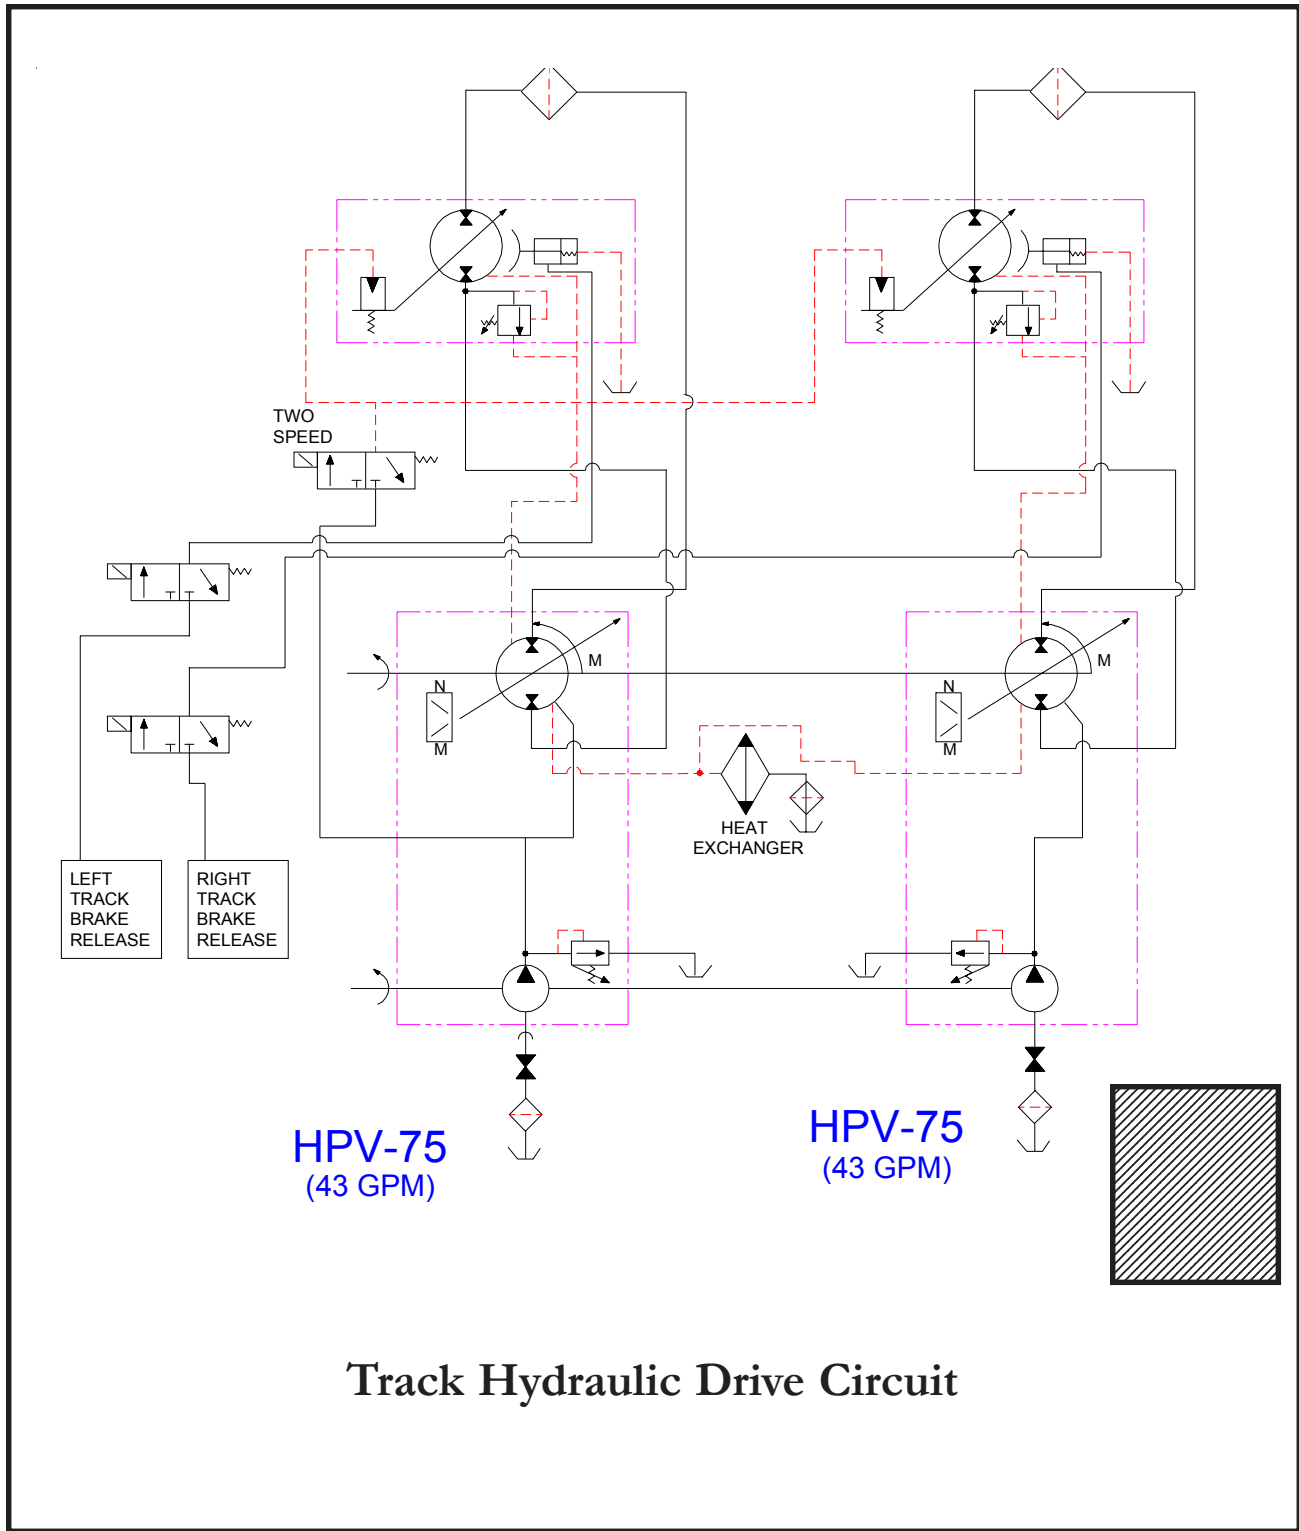 TWO
SPEED
N
M
M
N
M
M
HEAT
EXCHANGER
LEFT
TRACK
BRAKE
RELEASE
RIGHT
TRACK
BRAKE
RELEASE
HPV-75
(43 GPM)
HPV-75
(43 GPM)
Track Hydraulic Drive Circuit